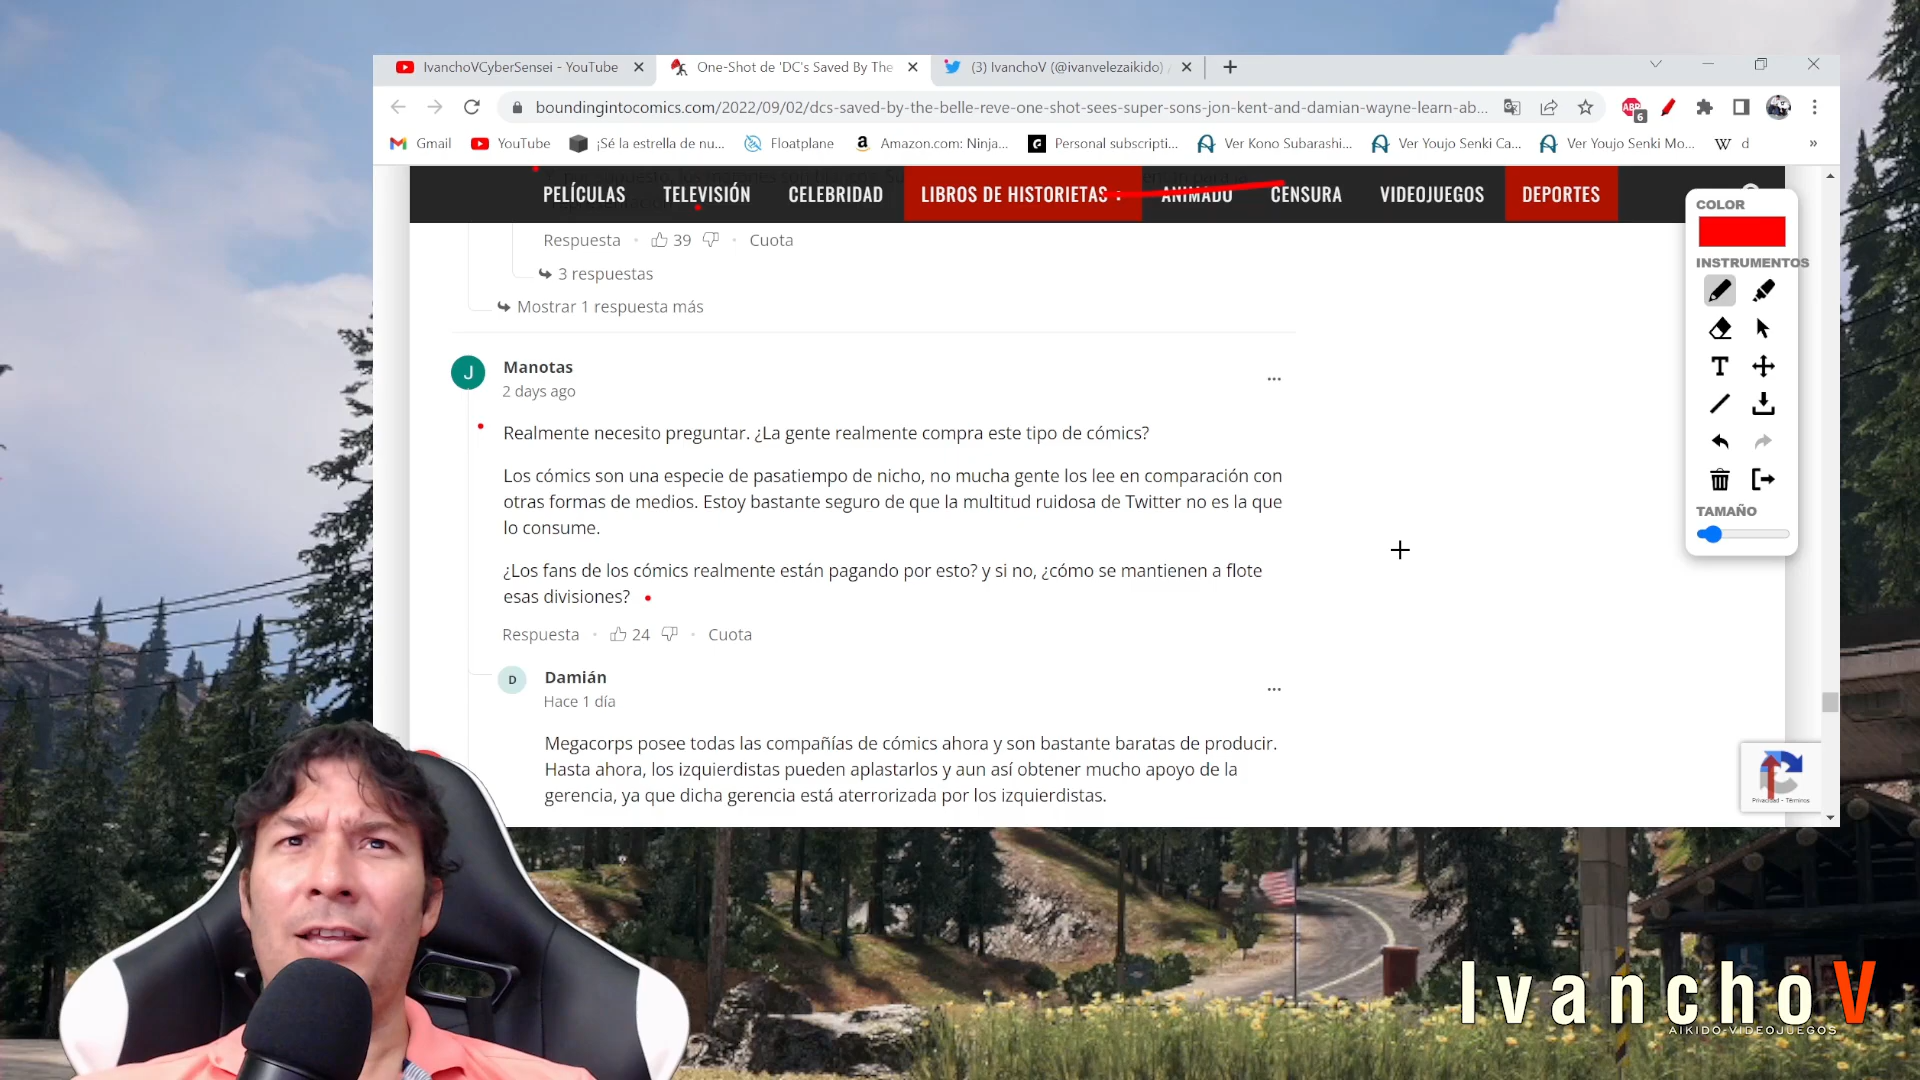 IvanchoVCyberSensei - YouTube
One-Shot de 'DC's Saved By The
(3) IvanchoV (@ivanvelezaikido)
boundingintocomics.com/2022/09/02/dcs-saved-by-the-belle-reve-one-shot-sees-super-sons-jon-kent-and-damian-wayne-learn-ab...
ABP
6
Gmail
YouTube
¡Sé la estrella de nu...
Floatplane
Amazon.com: Ninja...
Personal subscripti...
Ver Kono Subarashi...
Ver Youjo Senki Ca...
Ver Youjo Senki Mo...
W d
»
PELÍCULAS
TELEVISIÓN
CELEBRIDAD
LIBROS DE HISTORIETAS
ANIMADO
CENSURA
VIDEOJUEGOS
DEPORTES
Respuesta
39
Cuota
3 respuestas
Mostrar 1 respuesta más
J
Manotas
2 days ago
Realmente necesito preguntar. ¿La gente realmente compra este tipo de cómics?
Los cómics son una especie de pasatiempo de nicho, no mucha gente los lee en comparación con
otras formas de medios. Estoy bastante seguro de que la multitud ruidosa de Twitter no es la que
lo consume.
¿Los fans de los cómics realmente están pagando por esto? y si no, ¿cómo se mantienen a flote
esas divisiones?
Respuesta
24
Cuota
D
Damián
Hace 1 día
Megacorps posee todas las compañías de cómics ahora y son bastante baratas de producir.
Hasta ahora, los izquierdistas pueden aplastarlos y aun así obtener mucho apoyo de la
gerencia, ya que dicha gerencia está aterrorizada por los izquierdistas.
COLOR
INSTRUMENTOS
T
TAMAÑO
Privacidad - Términos
IvanchoV
AIKIDO-VIDEOJUEGOS